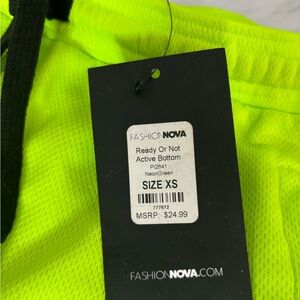 FASHIONNOVA
Ready Or Not
Active Bottom
PI2641
NeonGreen
SIZE XS
777672
MSRP: $24.99
FASHIONNOVA.COM